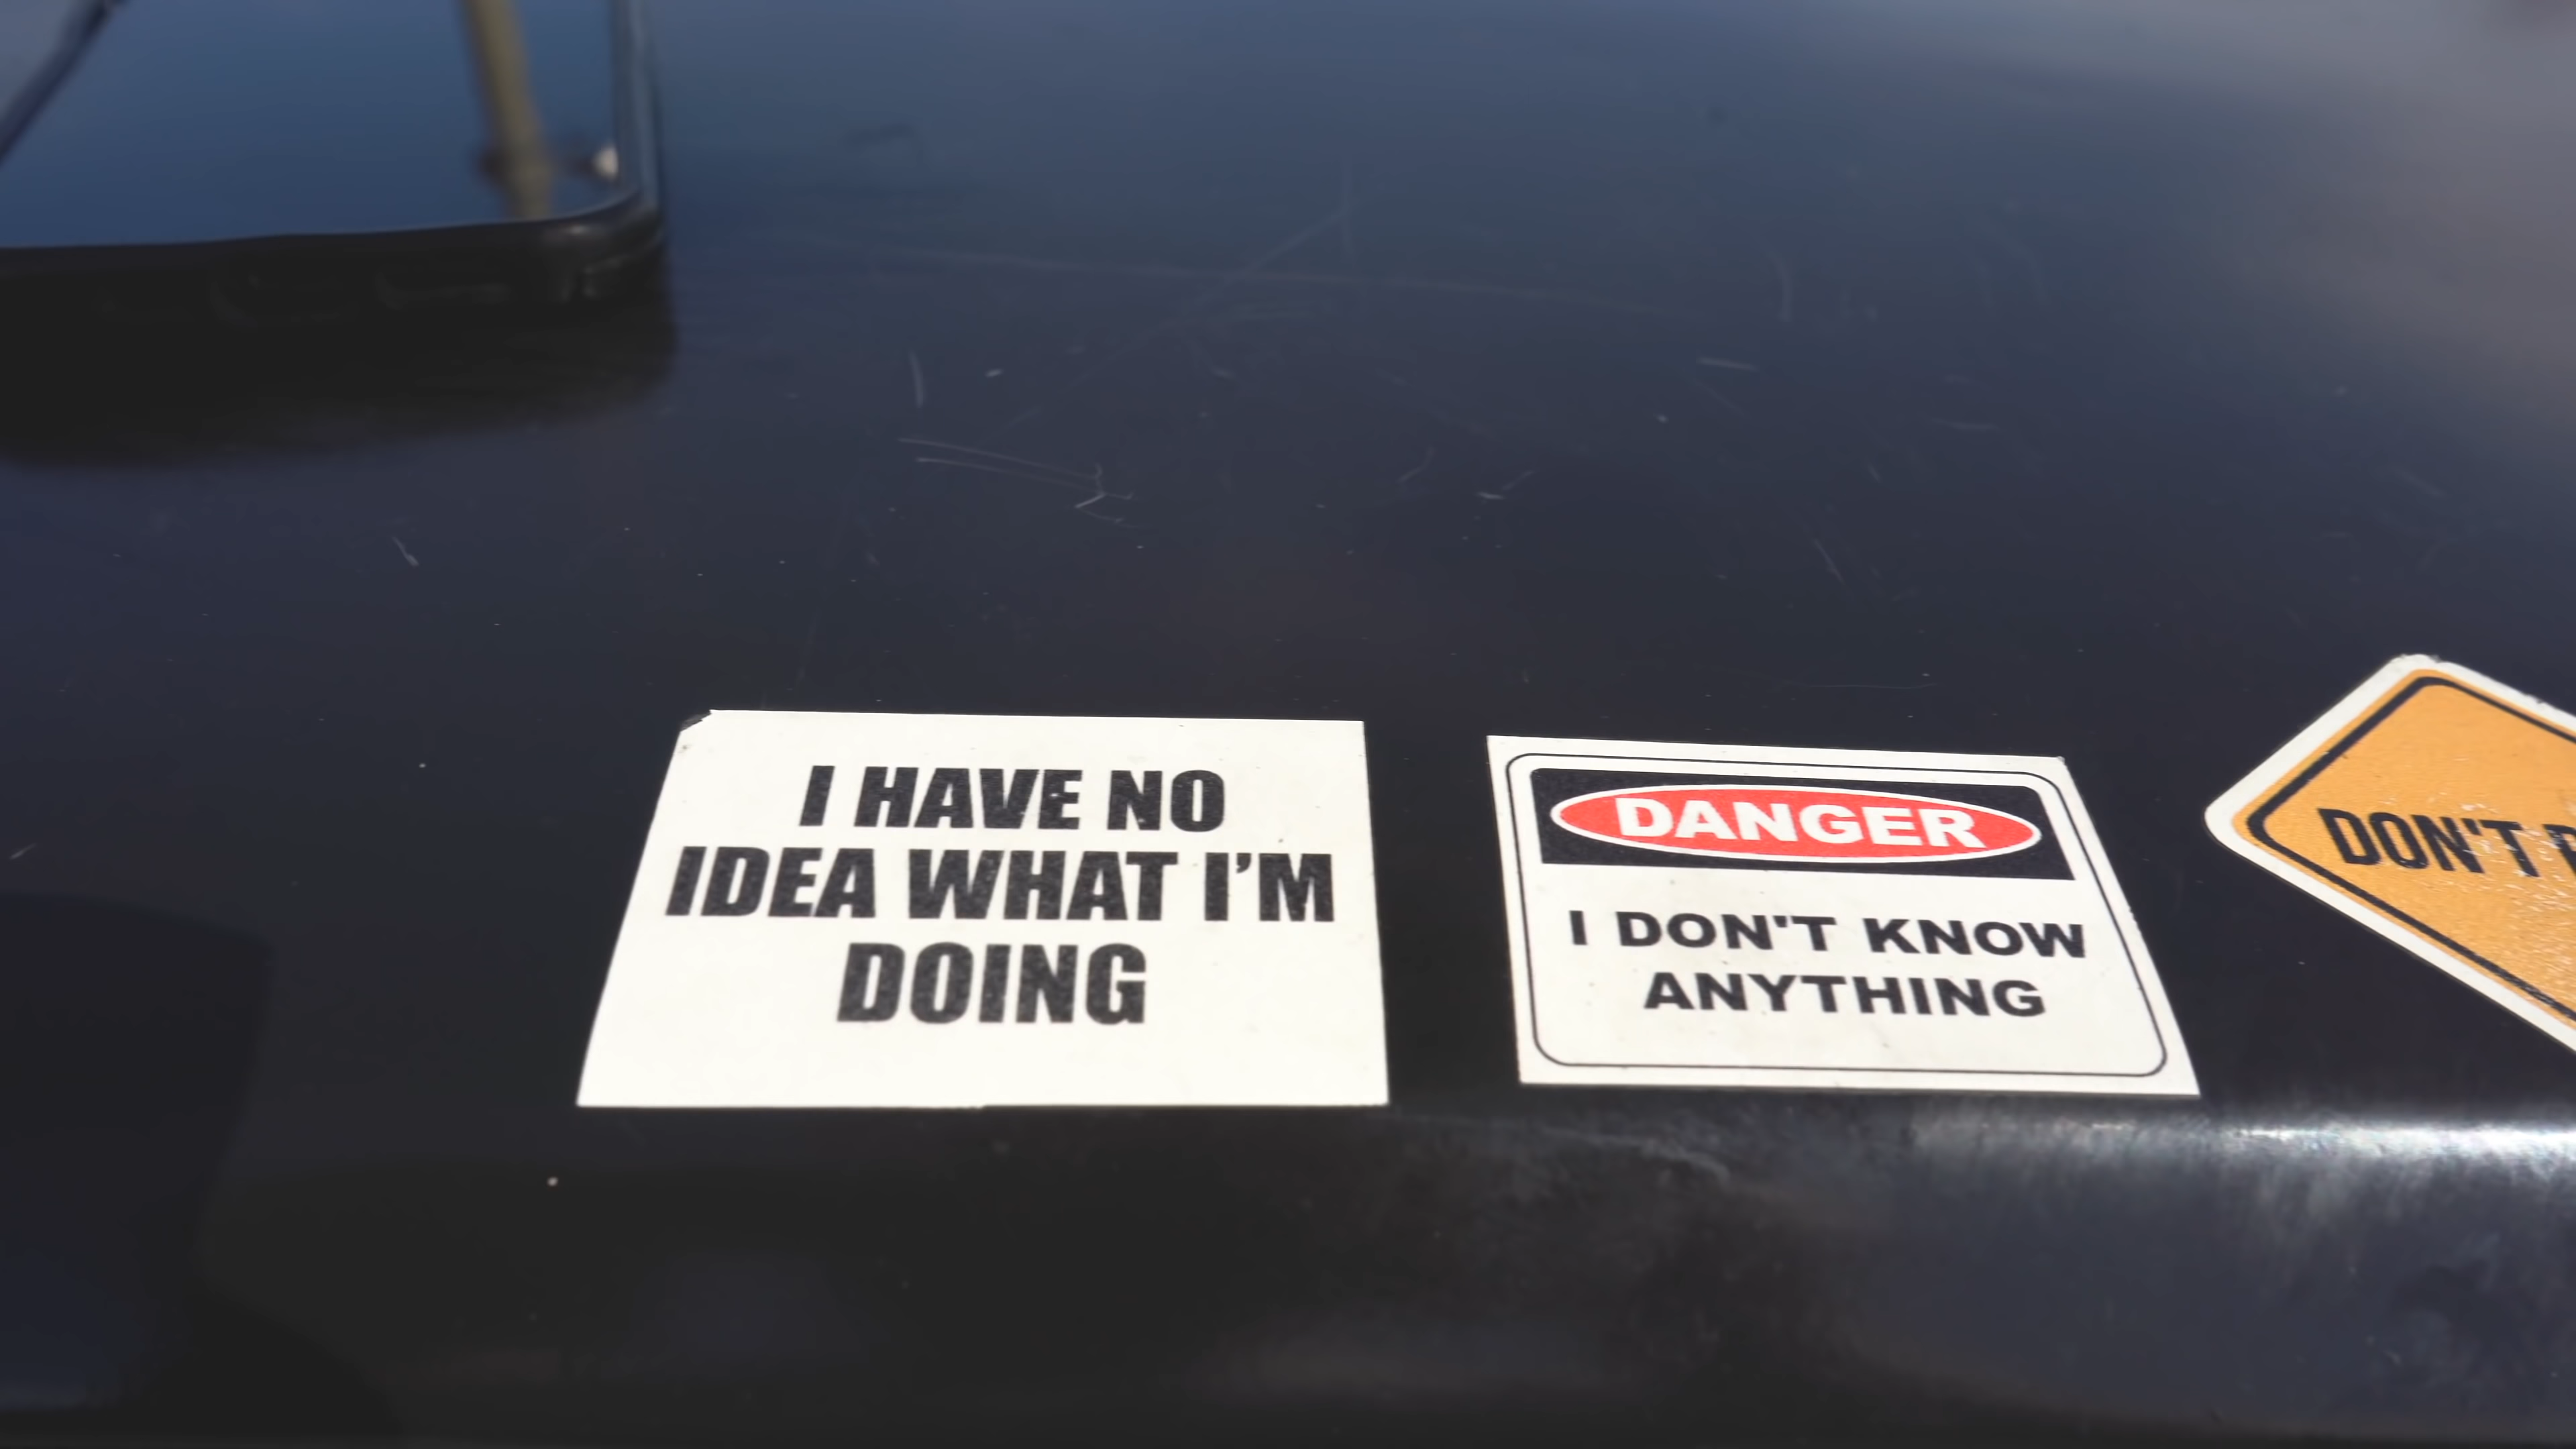 I HAVE NO
IDEA WHAT I'M
DOING
DANGER
I DON'T KNOW
ANYTHING
DON'T